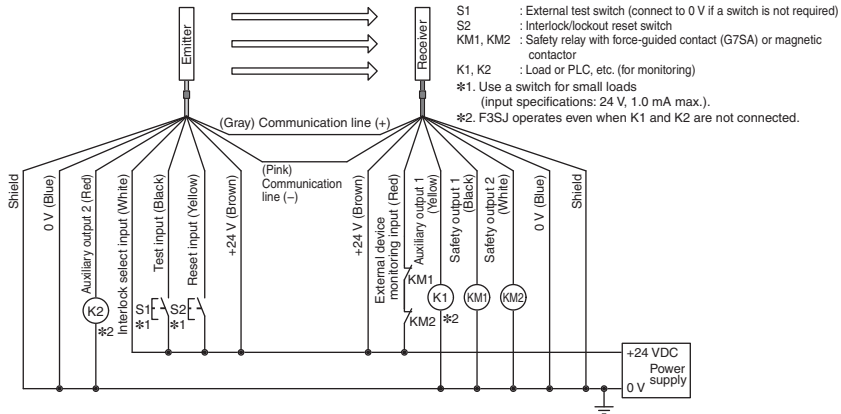 Emitter
Receiver
S1 : External test switch (connect to 0 V if a switch is not required)
S2 : Interlock/lockout reset switch
KM1, KM2 : Safety relay with force-guided contact (G7SA) or magnetic
contactor
K1, K2 : Load or PLC, etc. (for monitoring)
✻1. Use a switch for small loads
(input specifications: 24 V, 1.0 mA max.).
✻2. F3SJ operates even when K1 and K2 are not connected.
(Gray) Communication line (+)
(Pink)
Communication
line (−)
Shield
0 V (Blue)
Auxiliary output 2 (Red)
Interlock select input (White)
Test input (Black)
Reset input (Yellow)
+24 V (Brown)
+24 V (Brown)
External device
monitoring input (Red)
Auxiliary output 1
(Yellow)
Safety output 1
(Black)
Safety output 2
(White)
0 V (Blue)
Shield
K2
✻2
S1
✻1
S2
✻1
KM1
KM2
K1
✻2
KM1
KM2
+24 VDC
Power
supply
0 V